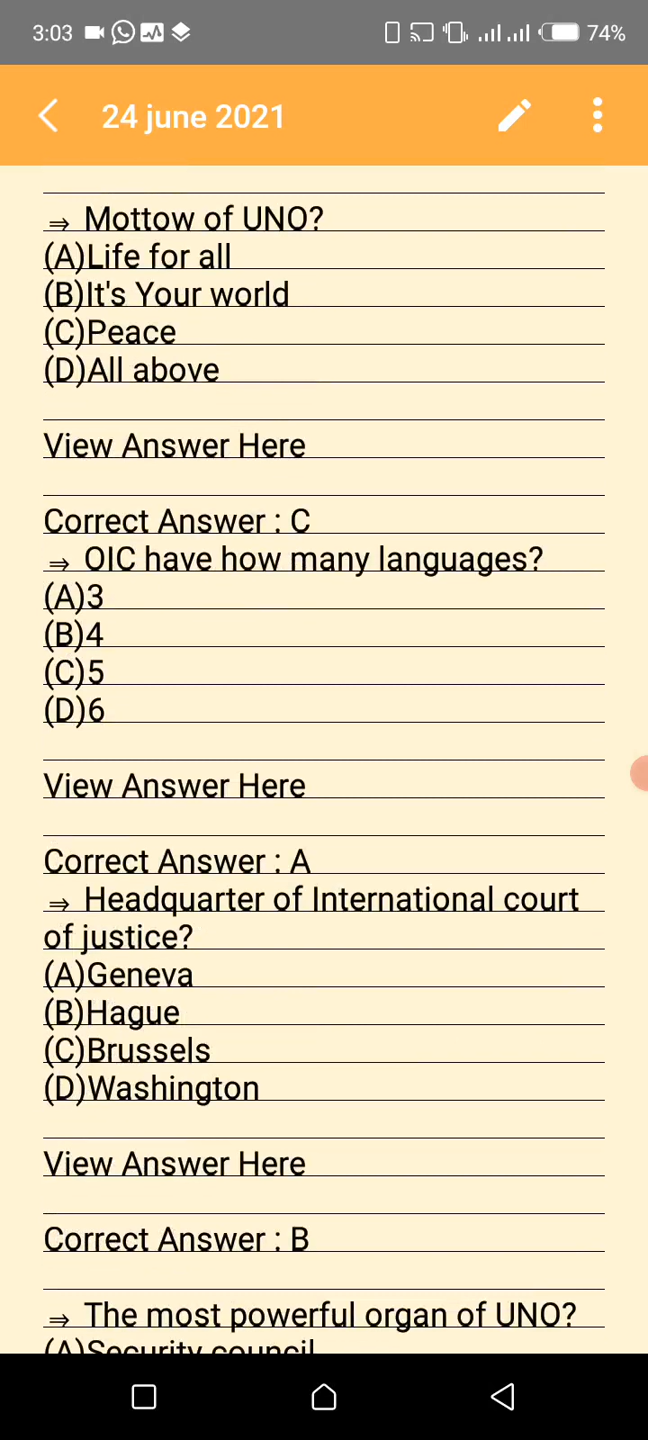 3:03 74%
24 june 2021
⇒ Mottow of UNO?
(A)Life for all
(B)It's Your world
(C)Peace
(D)All above
View Answer Here
Correct Answer : C
⇒ OIC have how many languages?
(A)3
(B)4
(C)5
(D)6
View Answer Here
Correct Answer : A
⇒ Headquarter of International court
of justice?
(A)Geneva
(B)Hague
(C)Brussels
(D)Washington
View Answer Here
Correct Answer : B
⇒ The most powerful organ of UNO?
(A)Security council